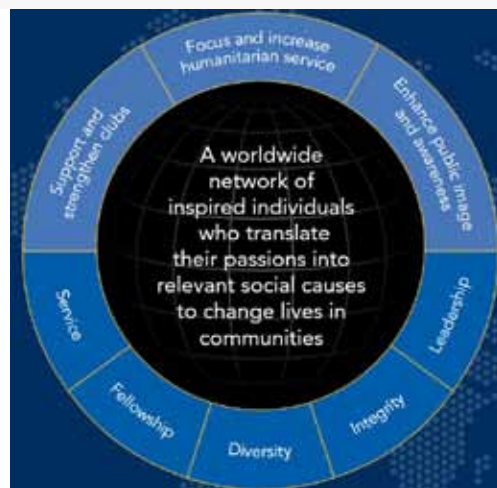 Focus and increase
humanitarian service
Support and
strengthen clubs
Enhance public image
and awareness
A worldwide
network of
inspired individuals
who translate
their passions into
relevant social causes
to change lives in
communities
Service
Fellowship
Diversity
Integrity
Leadership